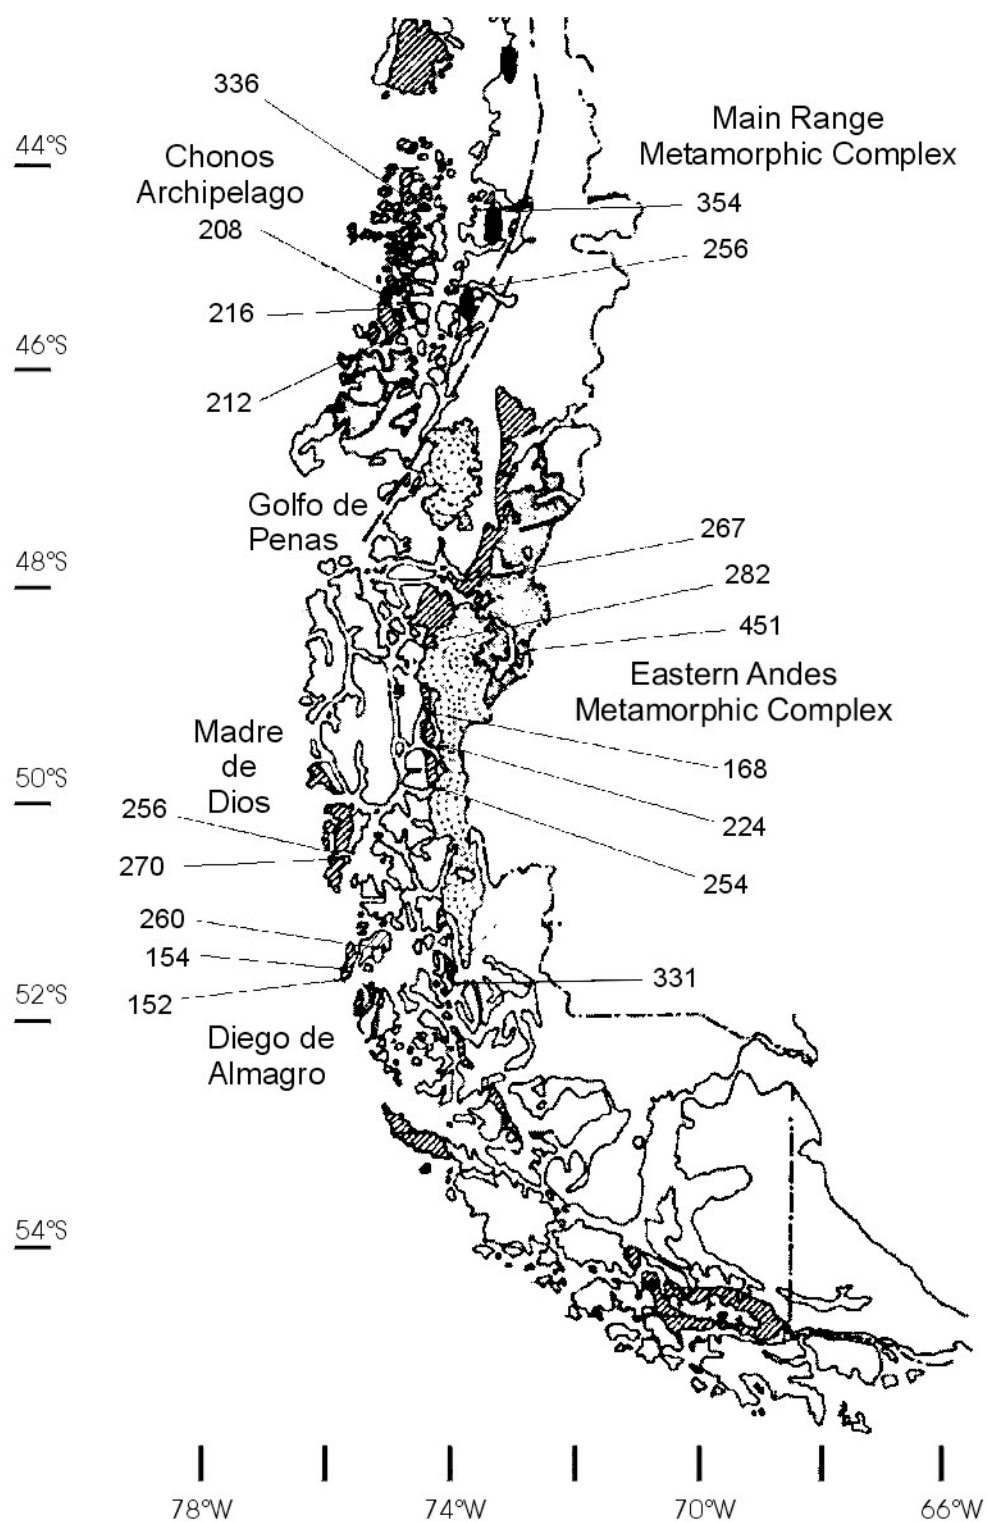 336
44°S
Main Range
Metamorphic Complex
Chonos
Archipelago
354
208
256
216
46°S
212
Golfo de
Penas
267
48°S
282
451
Eastern Andes
Metamorphic Complex
Madre
de
Dios
168
50°S
256
224
270
254
260
154
331
152
52°S
Diego de
Almagro
54°S
78°W
74°W
70°W
66°W